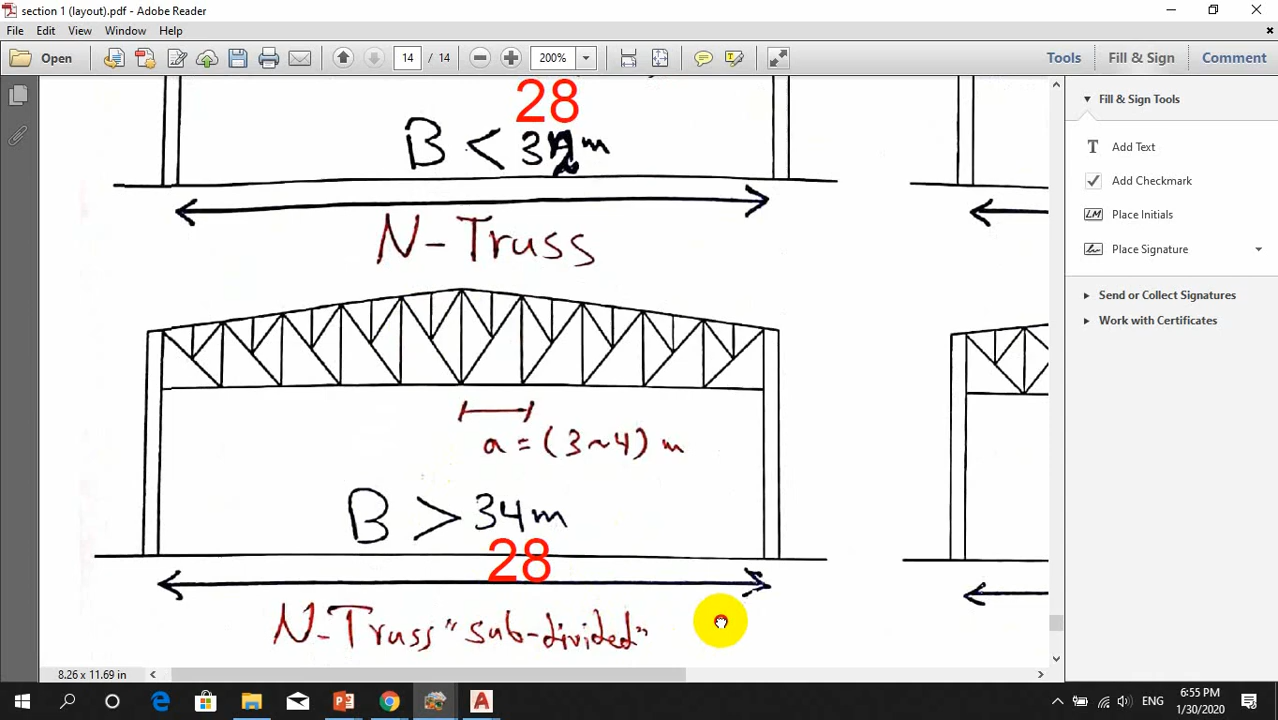 section 1 (layout).pdf - Adobe Reader
File Edit View Window Help
Open 14 / 14 200% Tools Fill & Sign Comment
Fill & Sign Tools
Add Text
Add Checkmark
LM Place Initials
Place Signature
Send or Collect Signatures
Work with Certificates
28
B < 32m
N-Truss
a = (3~4) m
B > 34m
28
N-Truss "sub-divided"
8.26 x 11.69 in
ENG 6:55 PM
1/30/2020